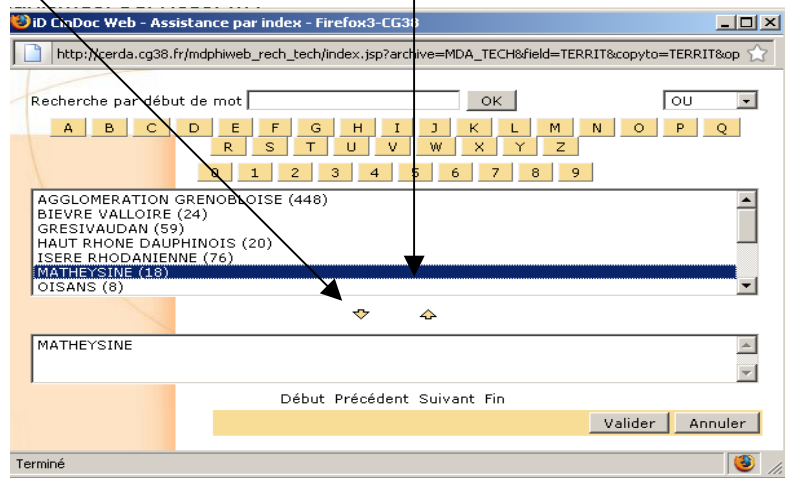 iD CinDoc Web - Assistance par index - Firefox3-CG38
http://cerda.cg38.fr/mdphiweb_rech_tech/index.jsp?archive=MDA_TECH&field=TERRIT&copyto=TERRIT&op
Recherche par début de mot OK OU
A B C D E F G H I J K L M N O P Q
R S T U V W X Y Z
0 1 2 3 4 5 6 7 8 9
AGGLOMERATION GRENOBLOISE (448)
BIEVRE VALLOIRE (24)
GRESIVAUDAN (59)
HAUT RHONE DAUPHINOIS (20)
ISERE RHODANIENNE (76)
MATHEYSINE (18)
OISANS (8)
MATHEYSINE
Début Précédent Suivant Fin
Valider Annuler
Terminé